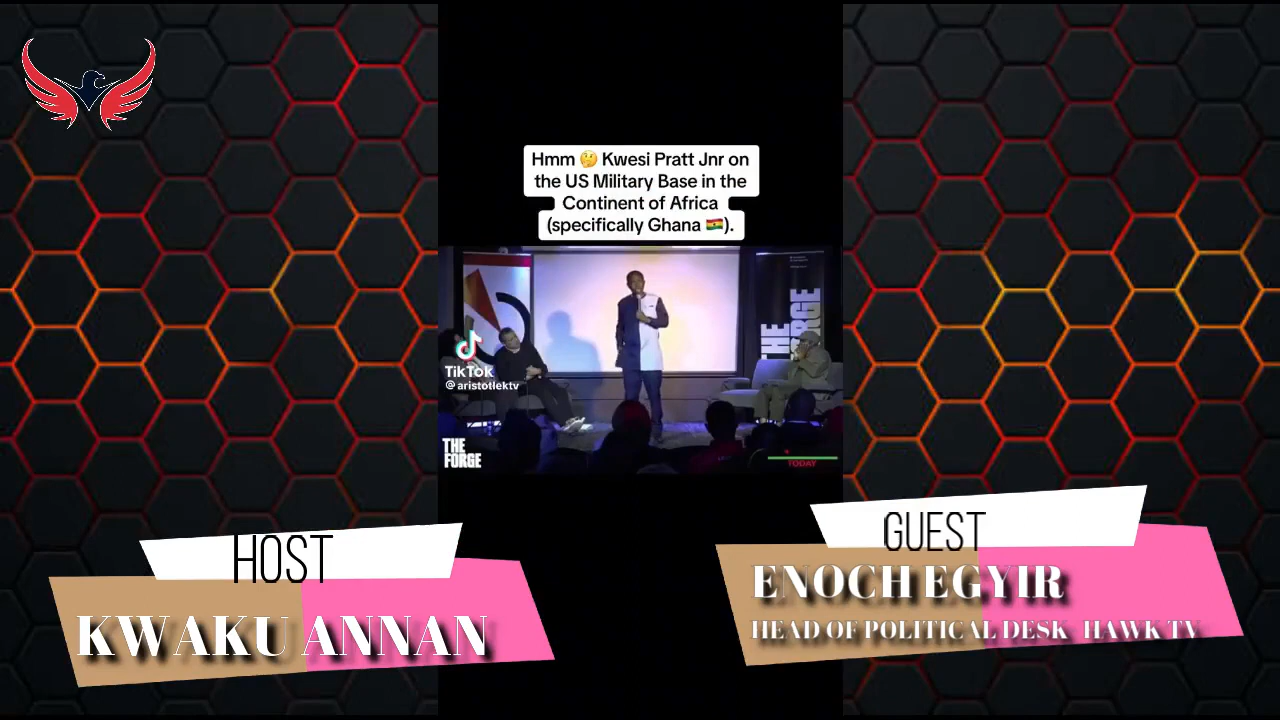 Hmm 🤔 Kwesi Pratt Jnr on
the US Military Base in the
Continent of Africa
(specifically Ghana 🇬🇭).
THE
FORGE
TikTok
@aristotlektv
THE
FORGE
TODAY
HOST
KWAKU ANNAN
GUEST
ENOCH EGYIR
HEAD OF POLITICAL DESK HAWK TV